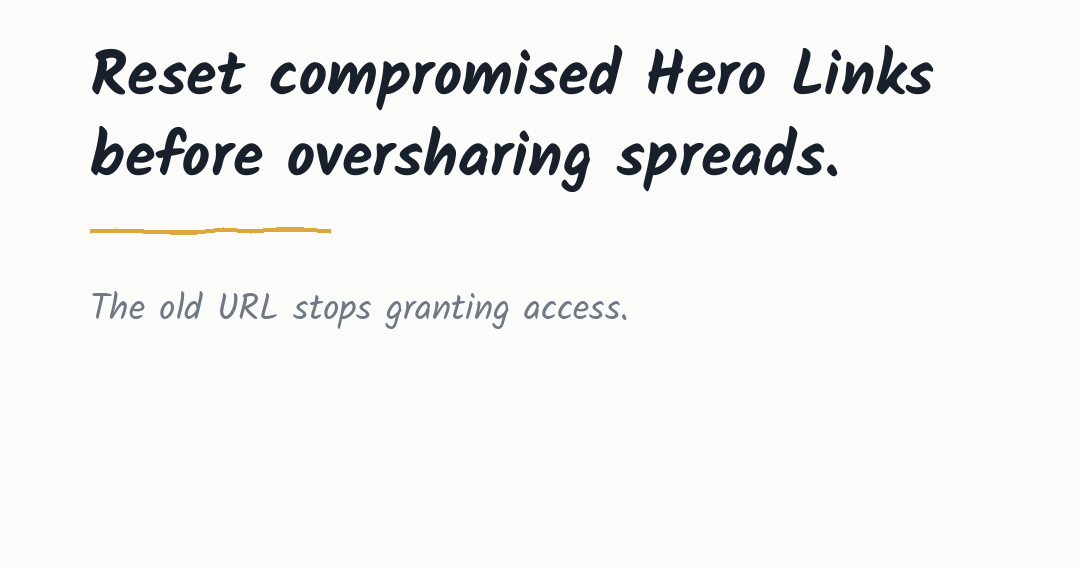 Reset compromised Hero Links
before oversharing spreads.
The old URL stops granting access.